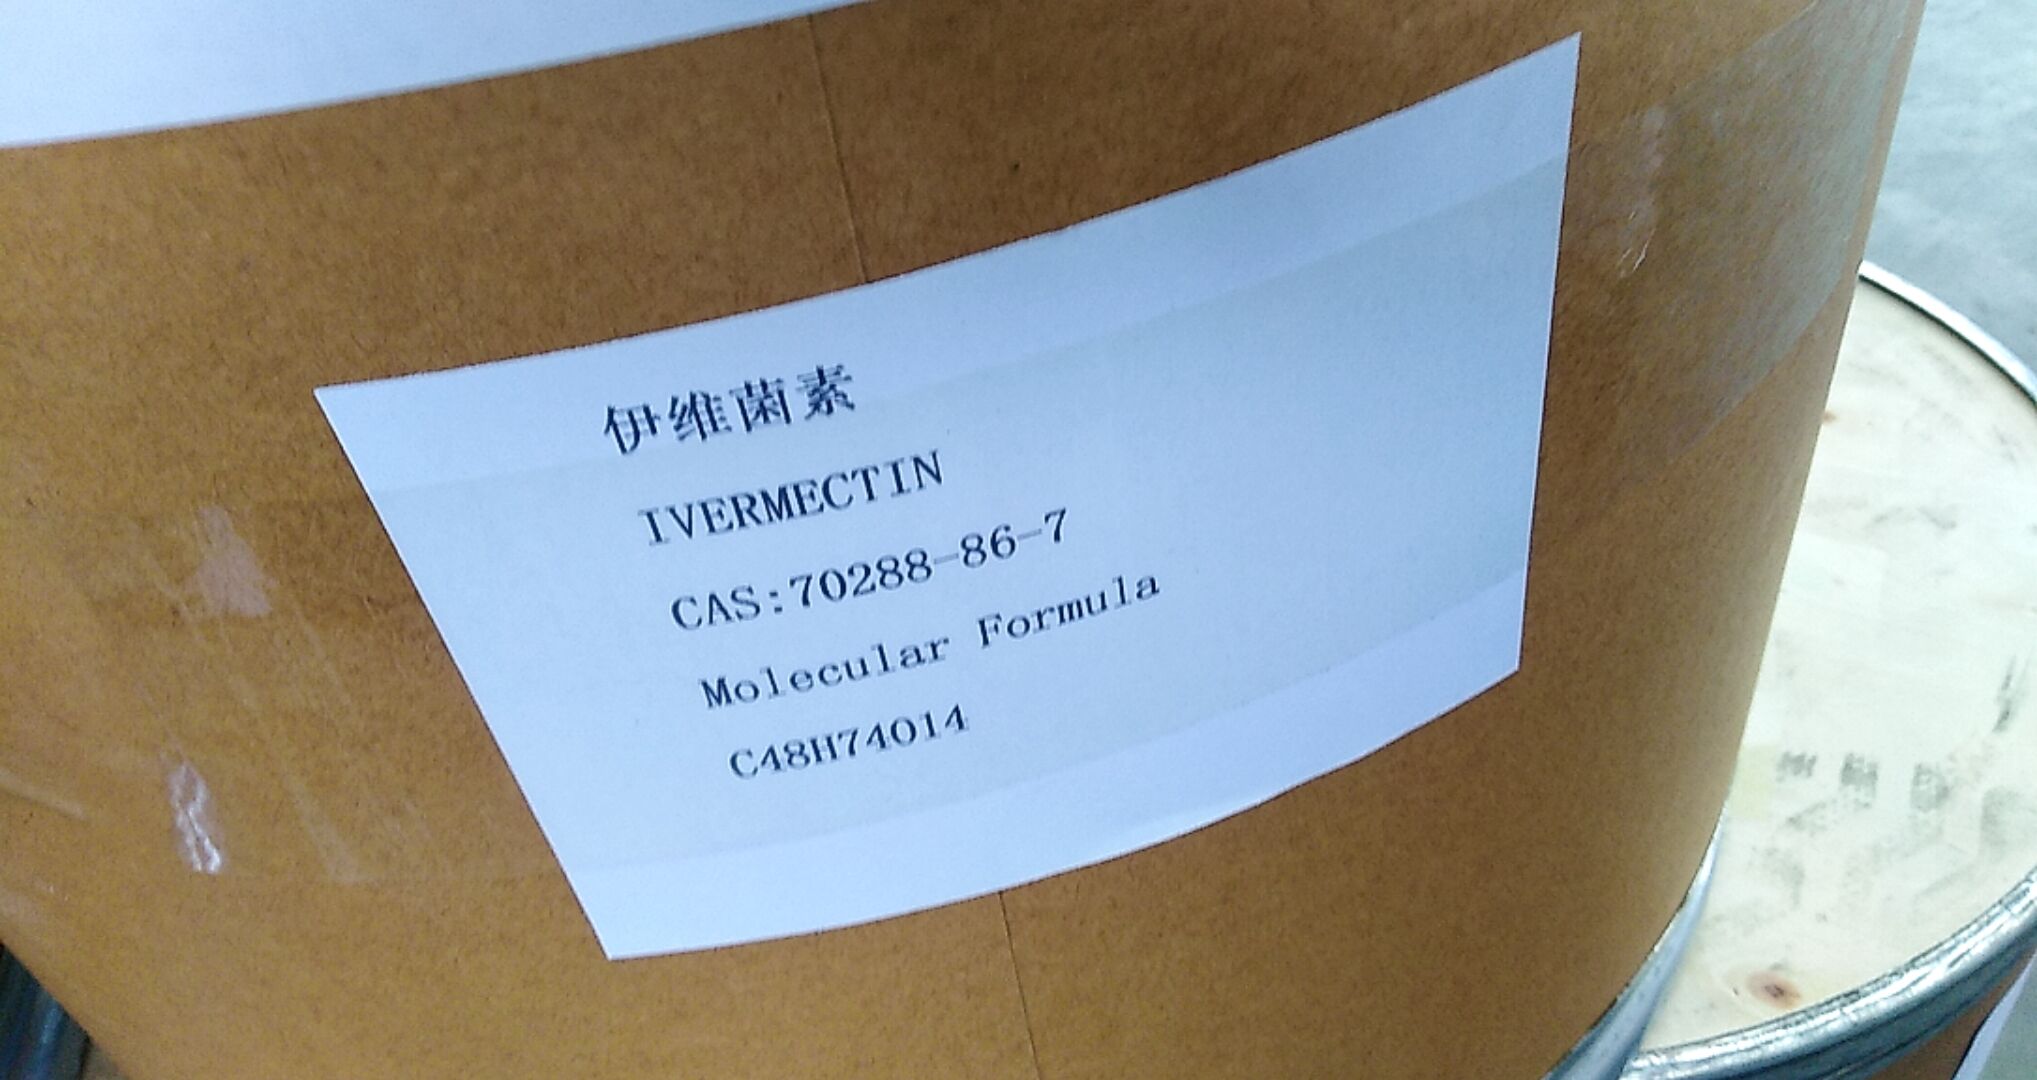 伊维菌素
IVERMECTIN
CAS:70288-86-7
Molecular Formula
C48H74014